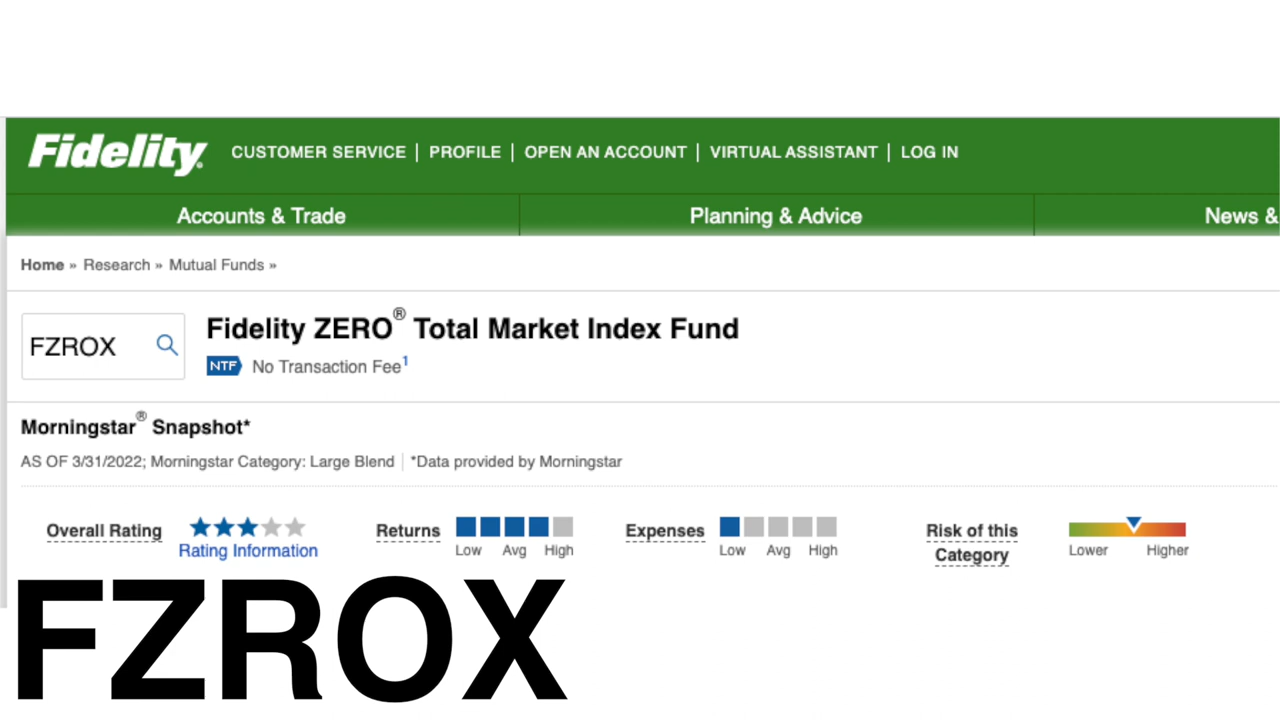 Fidelity®
CUSTOMER SERVICE | PROFILE | OPEN AN ACCOUNT | VIRTUAL ASSISTANT | LOG IN
Accounts & Trade Planning & Advice News &
Home » Research » Mutual Funds »
FZROX
Fidelity ZERO® Total Market Index Fund
NTF No Transaction Fee1
Morningstar® Snapshot*
AS OF 3/31/2022; Morningstar Category: Large Blend | *Data provided by Morningstar
Overall Rating
Rating Information
Returns
Low Avg High
Expenses
Low Avg High
Risk of this
Category
Lower Higher
FZROX